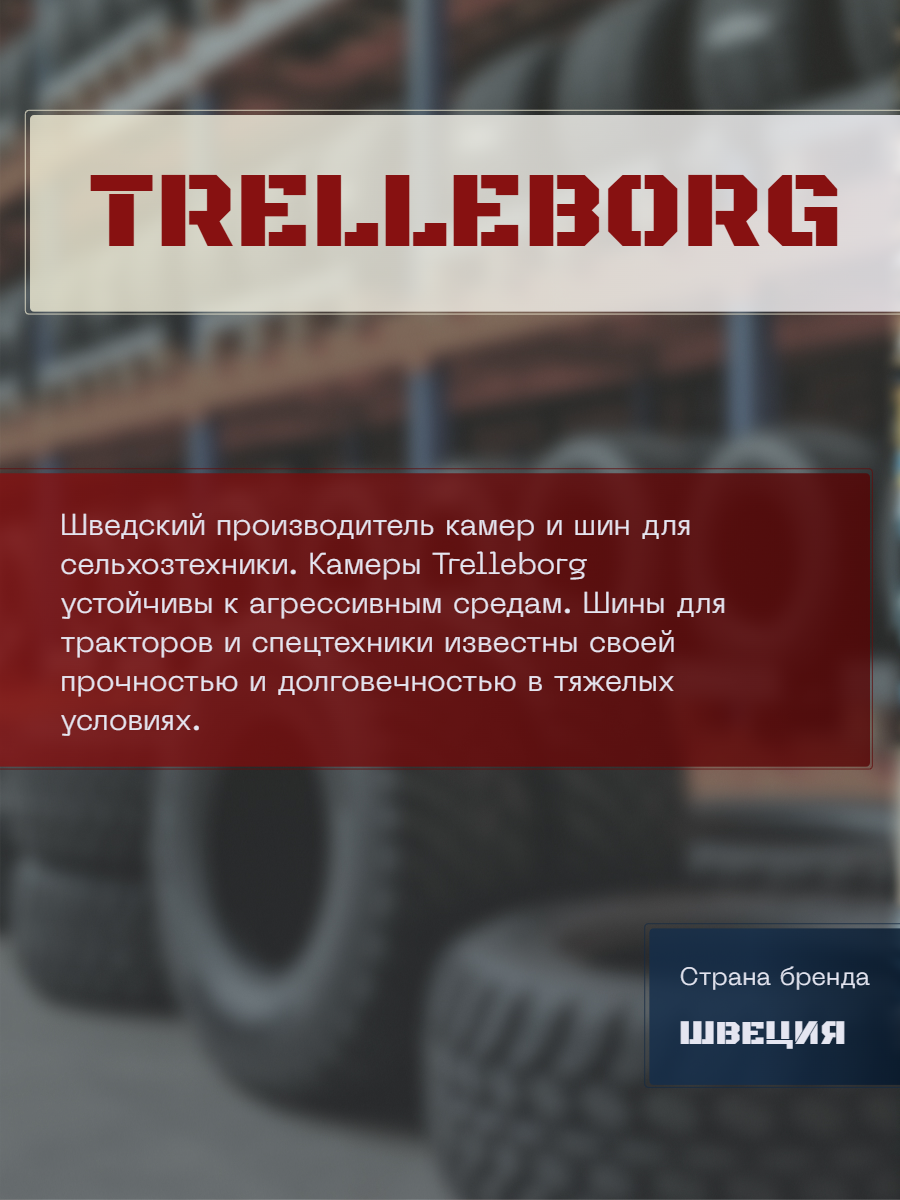 TRELLEBORG
Шведский производитель камер и шин для
сельхозтехники. Камеры Trelleborg
устойчивы к агрессивным средам. Шины для
тракторов и спецтехники известны своей
прочностью и долговечностью в тяжелых
условиях.
Страна бренда
ШВЕЦИЯ